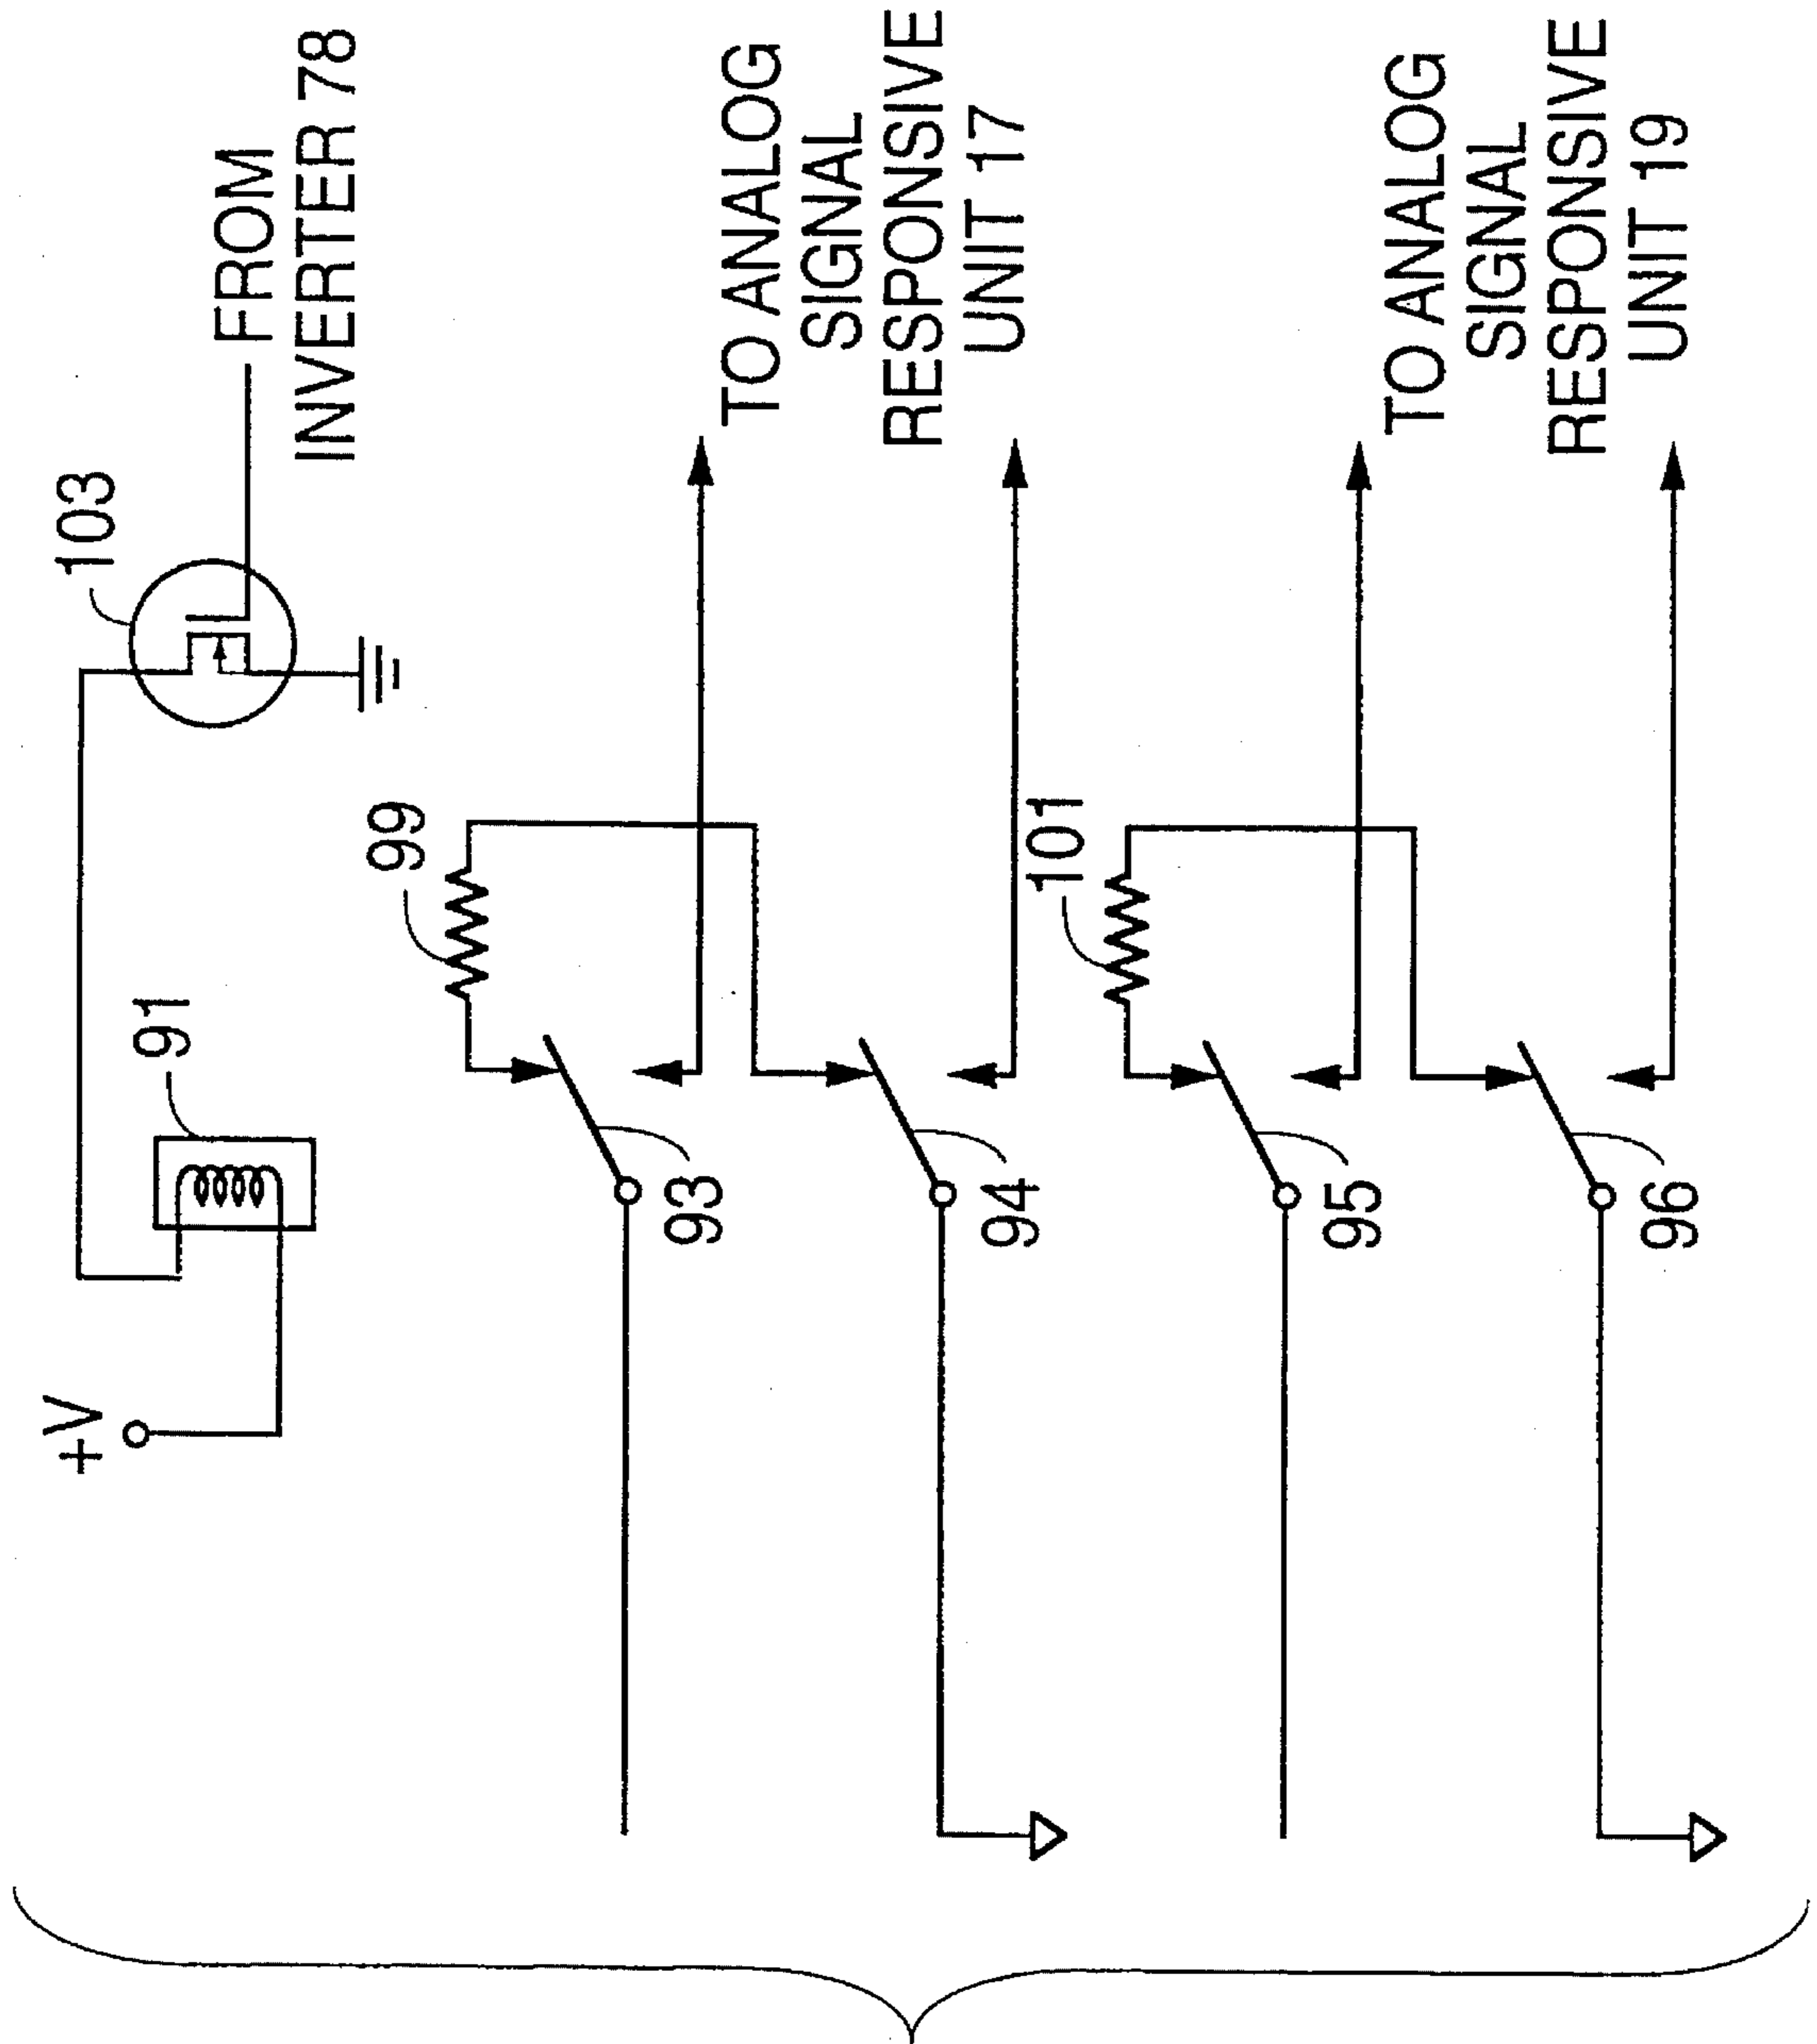 103
FROM
INVERTER 78
91
+V
99
93
TO ANALOG
SIGNAL
RESPONSIVE
UNIT 17
94
101
95
TO ANALOG
SIGNAL
RESPONSIVE
UNIT 19
96